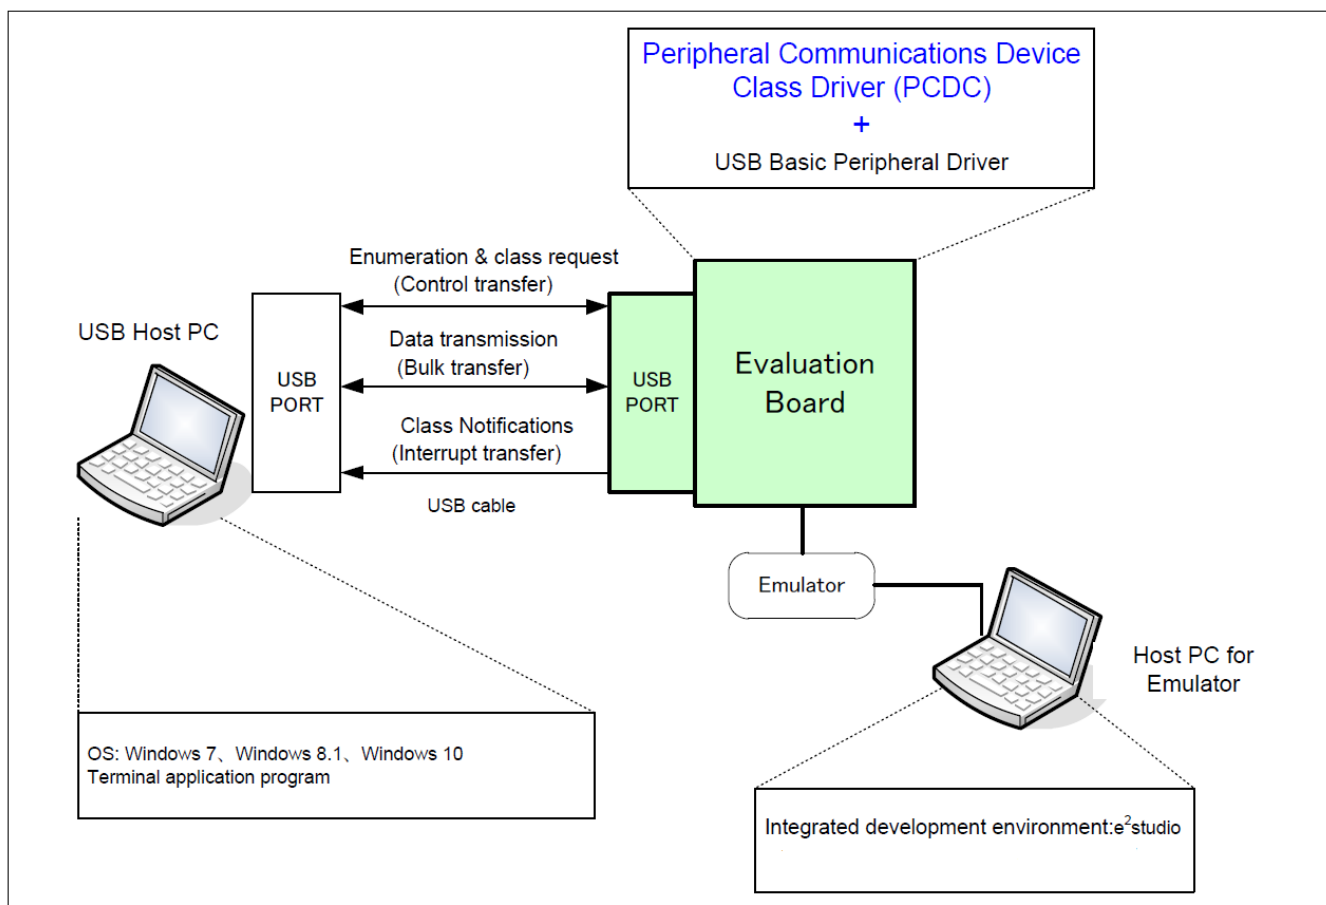 Peripheral Communications Device
Class Driver (PCDC)
+
USB Basic Peripheral Driver
Enumeration & class request
(Control transfer)
USB Host PC
Data transmission
(Bulk transfer)
USB
PORT
USB
PORT
Evaluation
Board
Class Notifications
(Interrupt transfer)
USB cable
Emulator
Host PC for
Emulator
OS: Windows 7、Windows 8.1、Windows 10
Terminal application program
Integrated development environment:e²studio